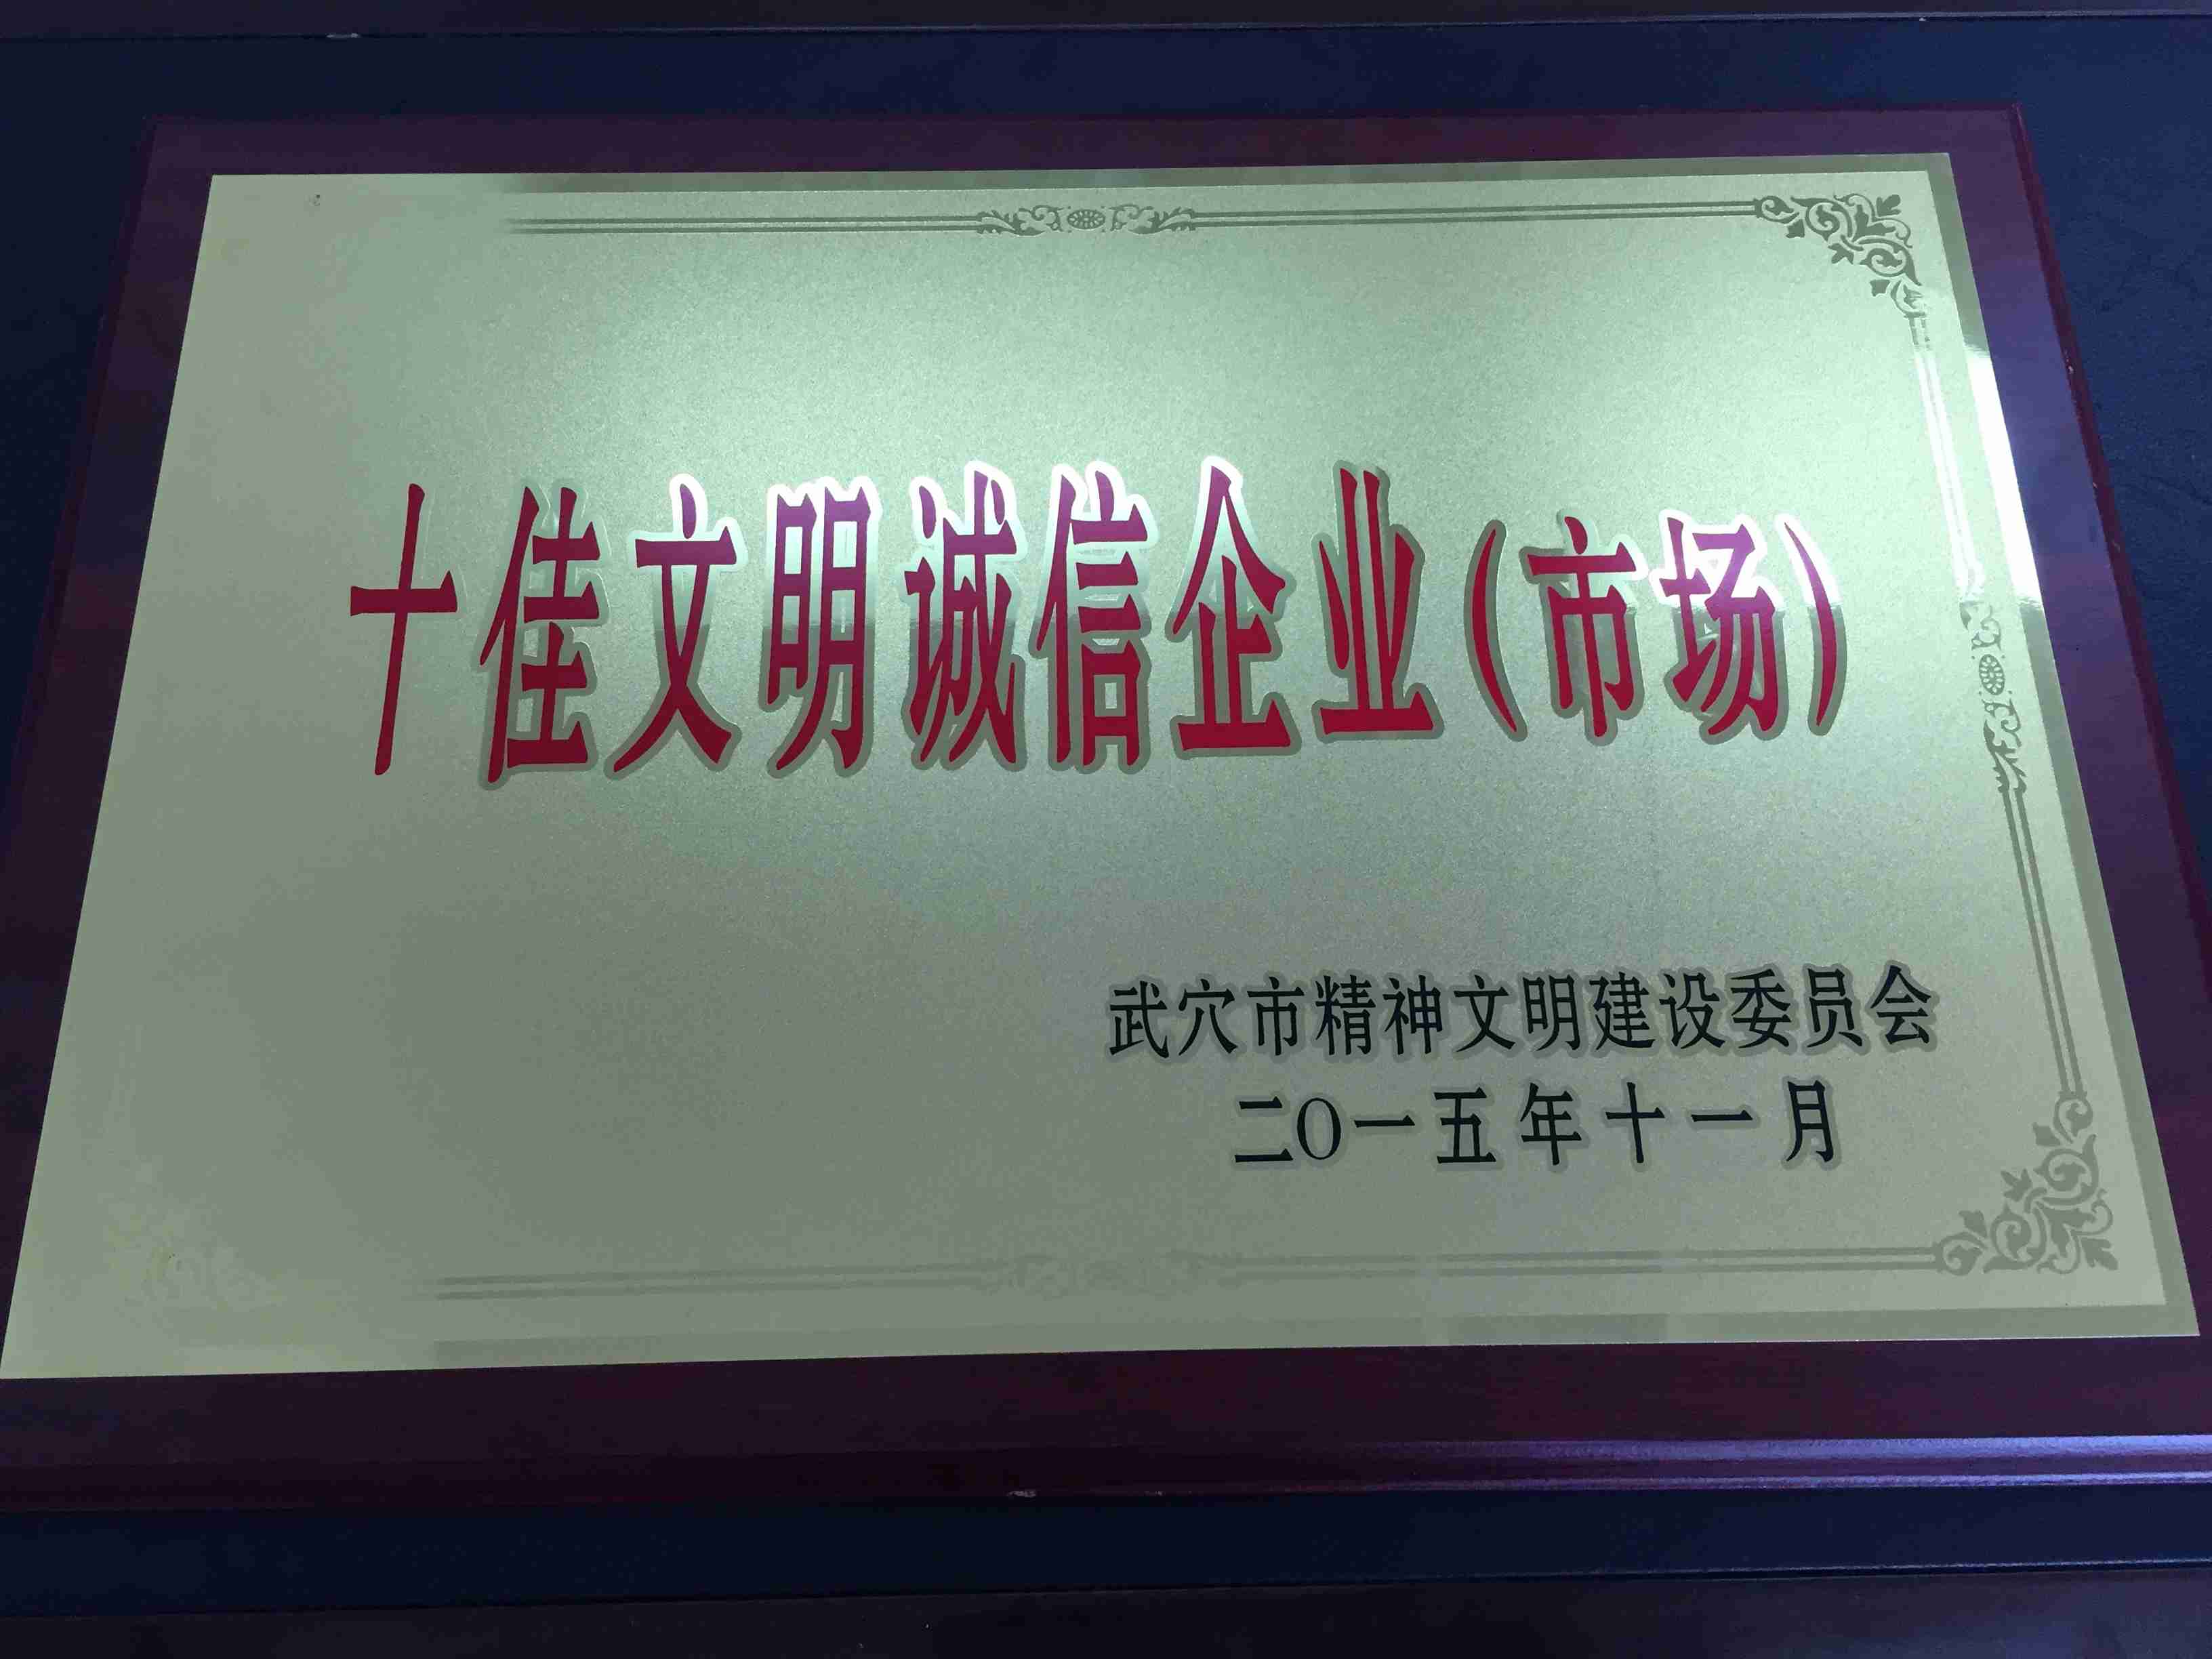 十佳文明诚信企业(市场)
武穴市精神文明建设委员会
二〇一五年十一月